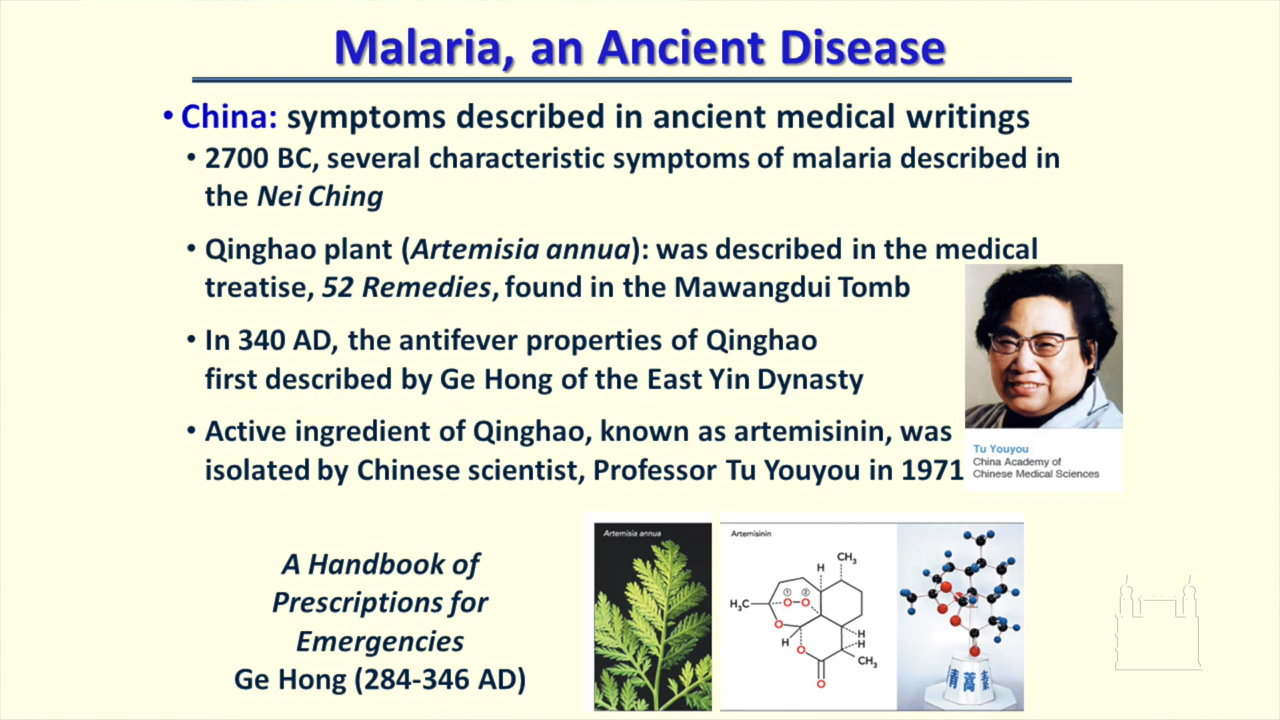 Malaria, an Ancient Disease
• China: symptoms described in ancient medical writings
• 2700 BC, several characteristic symptoms of malaria described in
the Nei Ching
• Qinghao plant (Artemisia annua): was described in the medical
treatise, 52 Remedies, found in the Mawangdui Tomb
• In 340 AD, the antifever properties of Qinghao
first described by Ge Hong of the East Yin Dynasty
• Active ingredient of Qinghao, known as artemisinin, was
isolated by Chinese scientist, Professor Tu Youyou in 1971
Tu Youyou
China Academy of
Chinese Medical Sciences
A Handbook of
Prescriptions for
Emergencies
Ge Hong (284-346 AD)
Artemisia annua
Artemisinin
CH3
H
H3C
1
2
O
O
O
H
H
H
O
CH3
O
青蒿素